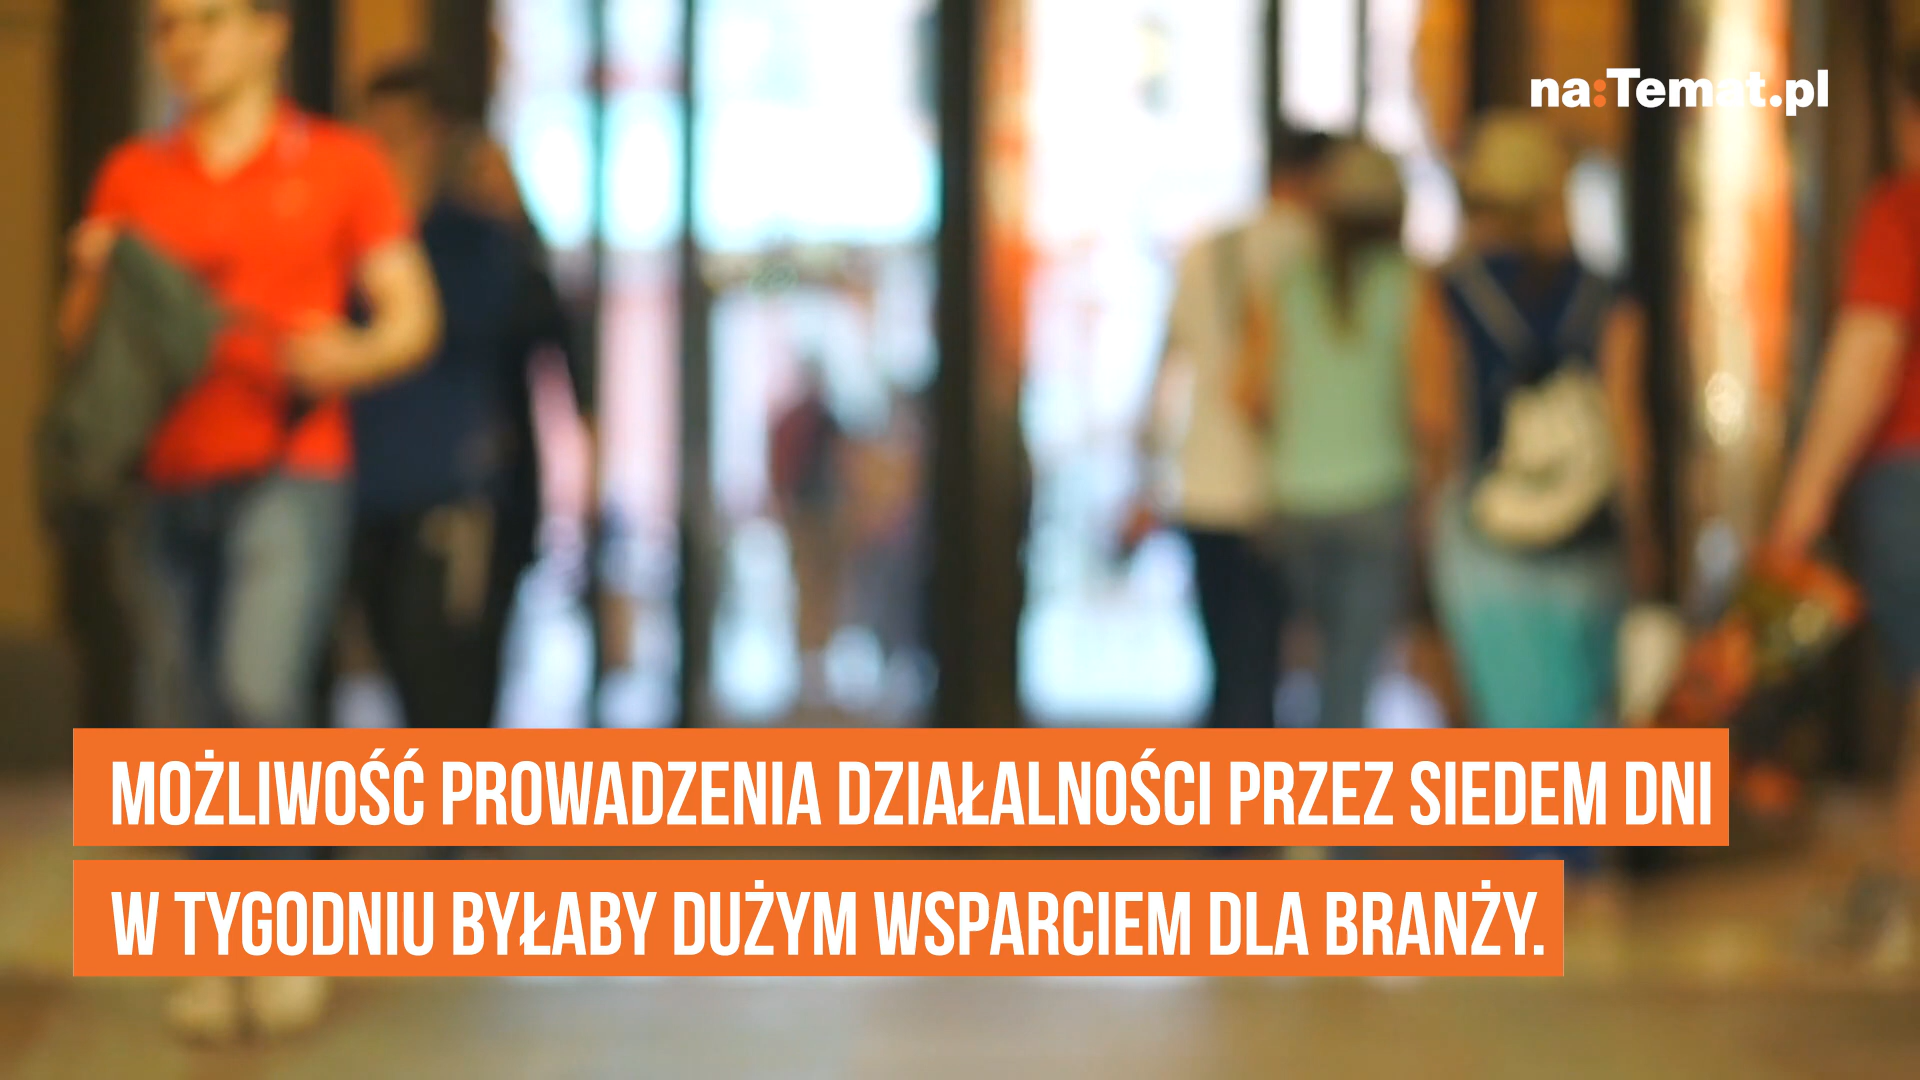 na:Temat.pl
MOŻLIWOŚĆ PROWADZENIA DZIAŁALNOŚCI PRZEZ SIEDEM DNI
W TYGODNIU BYŁABY DUŻYM WSPARCIEM DLA BRANŻY.